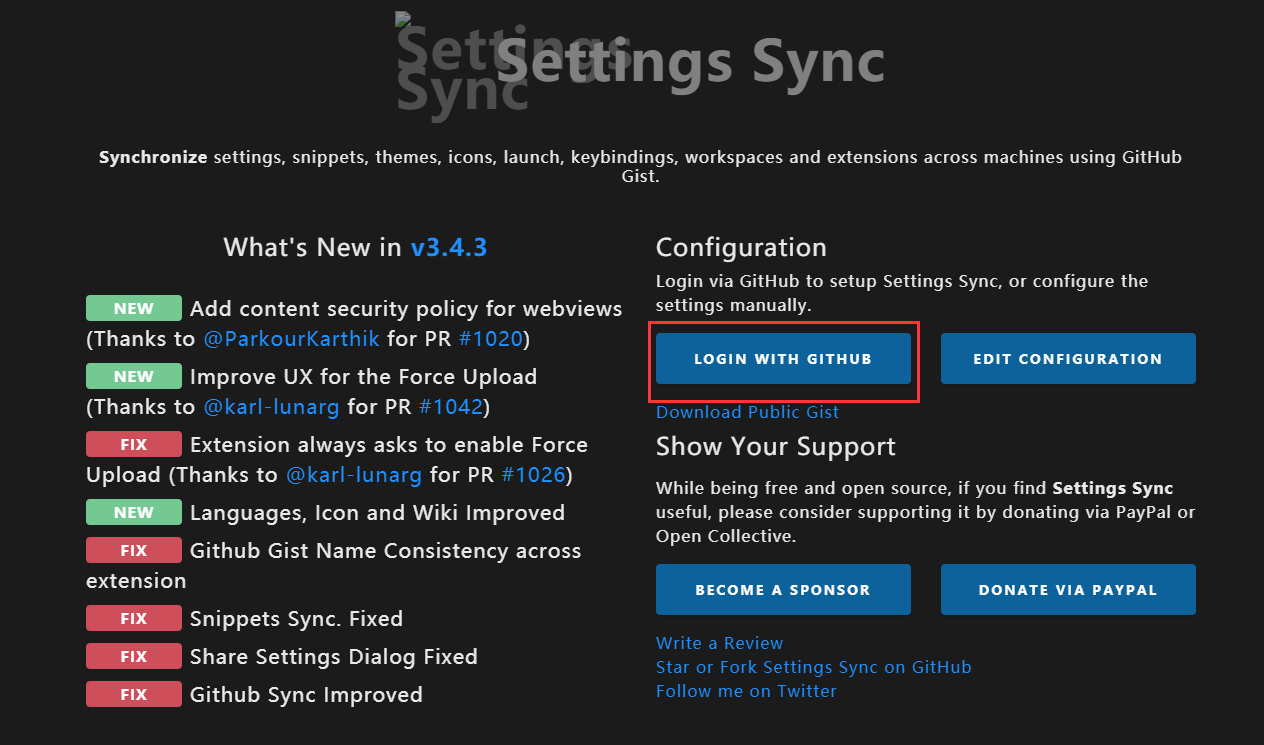 Settings
Sync
Settings Sync
Synchronize settings, snippets, themes, icons, launch, keybindings, workspaces and extensions across machines using GitHub
Gist.
What's New in v3.4.3
NEW Add content security policy for webviews
(Thanks to @ParkourKarthik for PR #1020)
NEW Improve UX for the Force Upload
(Thanks to @karl-lunarg for PR #1042)
FIX Extension always asks to enable Force
Upload (Thanks to @karl-lunarg for PR #1026)
NEW Languages, Icon and Wiki Improved
FIX Github Gist Name Consistency across
extension
FIX Snippets Sync. Fixed
FIX Share Settings Dialog Fixed
FIX Github Sync Improved
Configuration
Login via GitHub to setup Settings Sync, or configure the
settings manually.
LOGIN WITH GITHUB
EDIT CONFIGURATION
Download Public Gist
Show Your Support
While being free and open source, if you find Settings Sync
useful, please consider supporting it by donating via PayPal or
Open Collective.
BECOME A SPONSOR
DONATE VIA PAYPAL
Write a Review
Star or Fork Settings Sync on GitHub
Follow me on Twitter